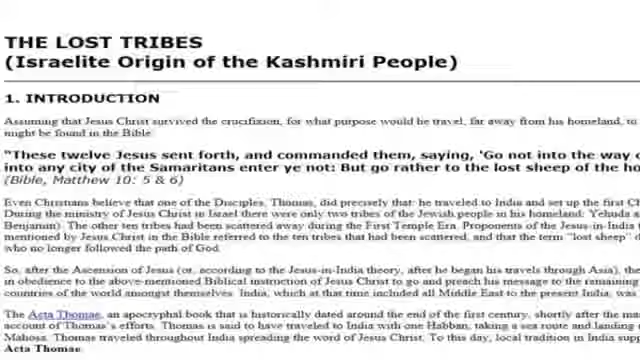 THE LOST TRIBES
(Israelite Origin of the Kashmiri People)
1. INTRODUCTION
Assuming that Jesus Christ survived the crucifixion, for what purpose would he travel, far away from his homeland, to
might be found in the Bible:
"These twelve Jesus sent forth, and commanded them, saying, 'Go not into the way o
into any city of the Samaritans enter ye not: But go rather to the lost sheep of the ho
(Bible, Matthew 10: 5 & 6)
Even Christians believe that one of the Disciples, Thomas, did precisely that: he traveled to India and set up the first C
During the ministry of Jesus Christ in Israel there were only two tribes of the Jewish people in his homeland: Yehuda a
Benjamin). The other ten tribes had been scattered away during the First Temple Era. Proponents of the Jesus-in-India t
mentioned by Jesus Christ in the Bible referred to the ten tribes that had been scattered, and that the term "lost sheep" d
who no longer followed the path of God.
So, after the Ascension of Jesus (or, according to the Jesus-in-India theory, after he began his travels through Asia), the
in obedience to the above-mentioned Biblical instruction of Jesus Christ to go and preach his message to the remaining
countries of the world amongst themselves. India, which at that time included all Middle East to the present India, was
The Acta Thomae, an apocryphal book that is historically dated around the end of the first century, shortly after the ma
account of Thomas's efforts. Thomas is said to have traveled to India with one Habban, taking a sea route and landing
Mahosa. Thomas traveled throughout India spreading the word of Jesus Christ. To this day, local tradition in India sup
Acta Thomae